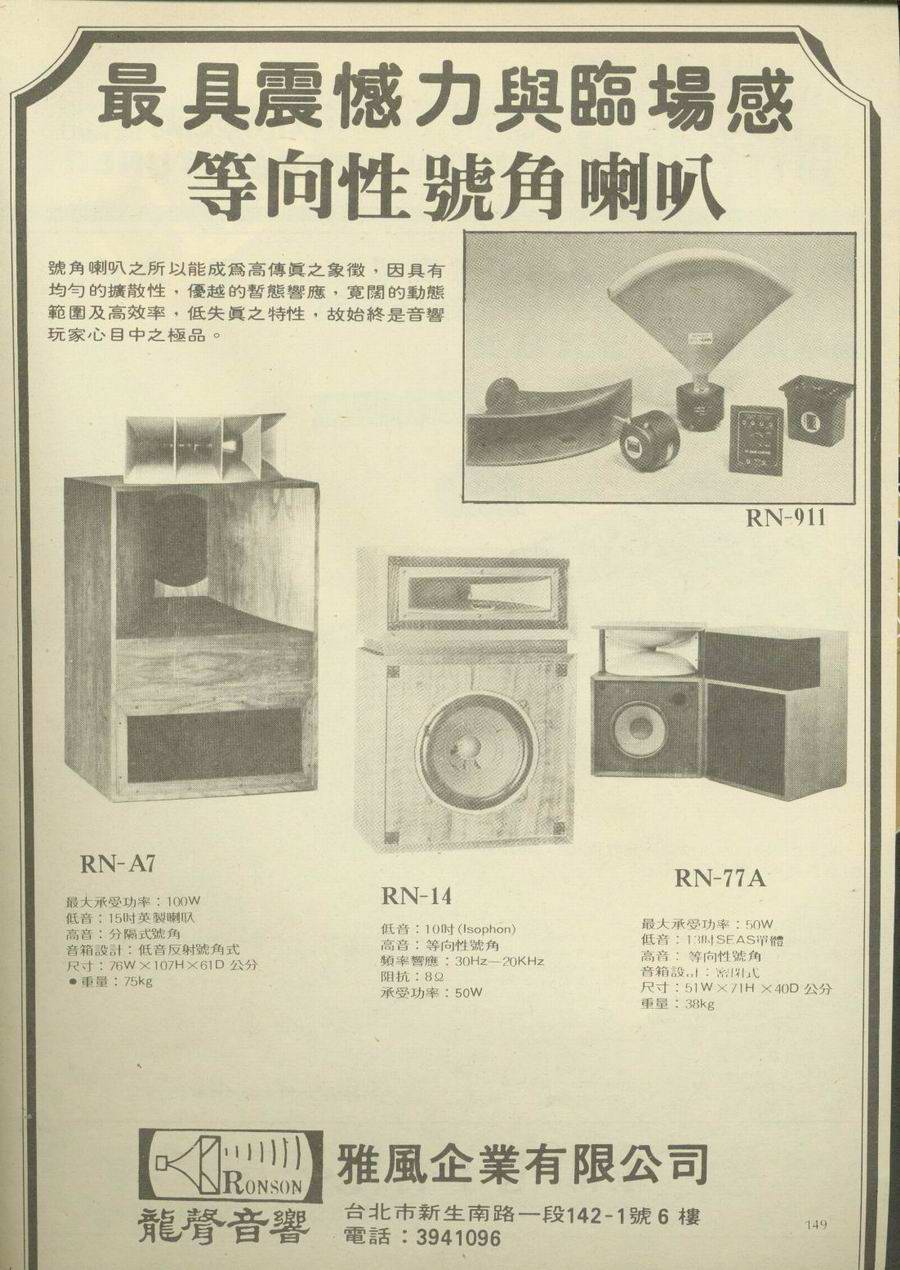 最具震憾力與臨場感
等向性號角喇叭
號角喇叭之所以能成爲高傳眞之象徵，因具有
均勻的擴散性，優越的暫態響應，寬闊的動態
範圍及高效率，低失眞之特性，故始終是音響
玩家心目中之極品。
RN-911
RN-A7
最大承受功率：100W
低音：15吋英製喇叭
高音：分隔式號角
音箱設計：低音反射號角式
尺寸：76W×107H×61D 公分
●重量：75kg
RN-14
低音：10吋(Isophon)
高音：等向性號角
頻率響應：30Hz—20KHz
阻抗：8Ω
承受功率：50W
RN-77A
最大承受功率：50W
低音：13吋SEAS單體
高音：等向性號角
音箱設計：密閉式
尺寸：51W×71H×40D 公分
重量：38kg
RONSON
龍聲音響
雅風企業有限公司
台北市新生南路一段142-1號6樓
電話：3941096
149